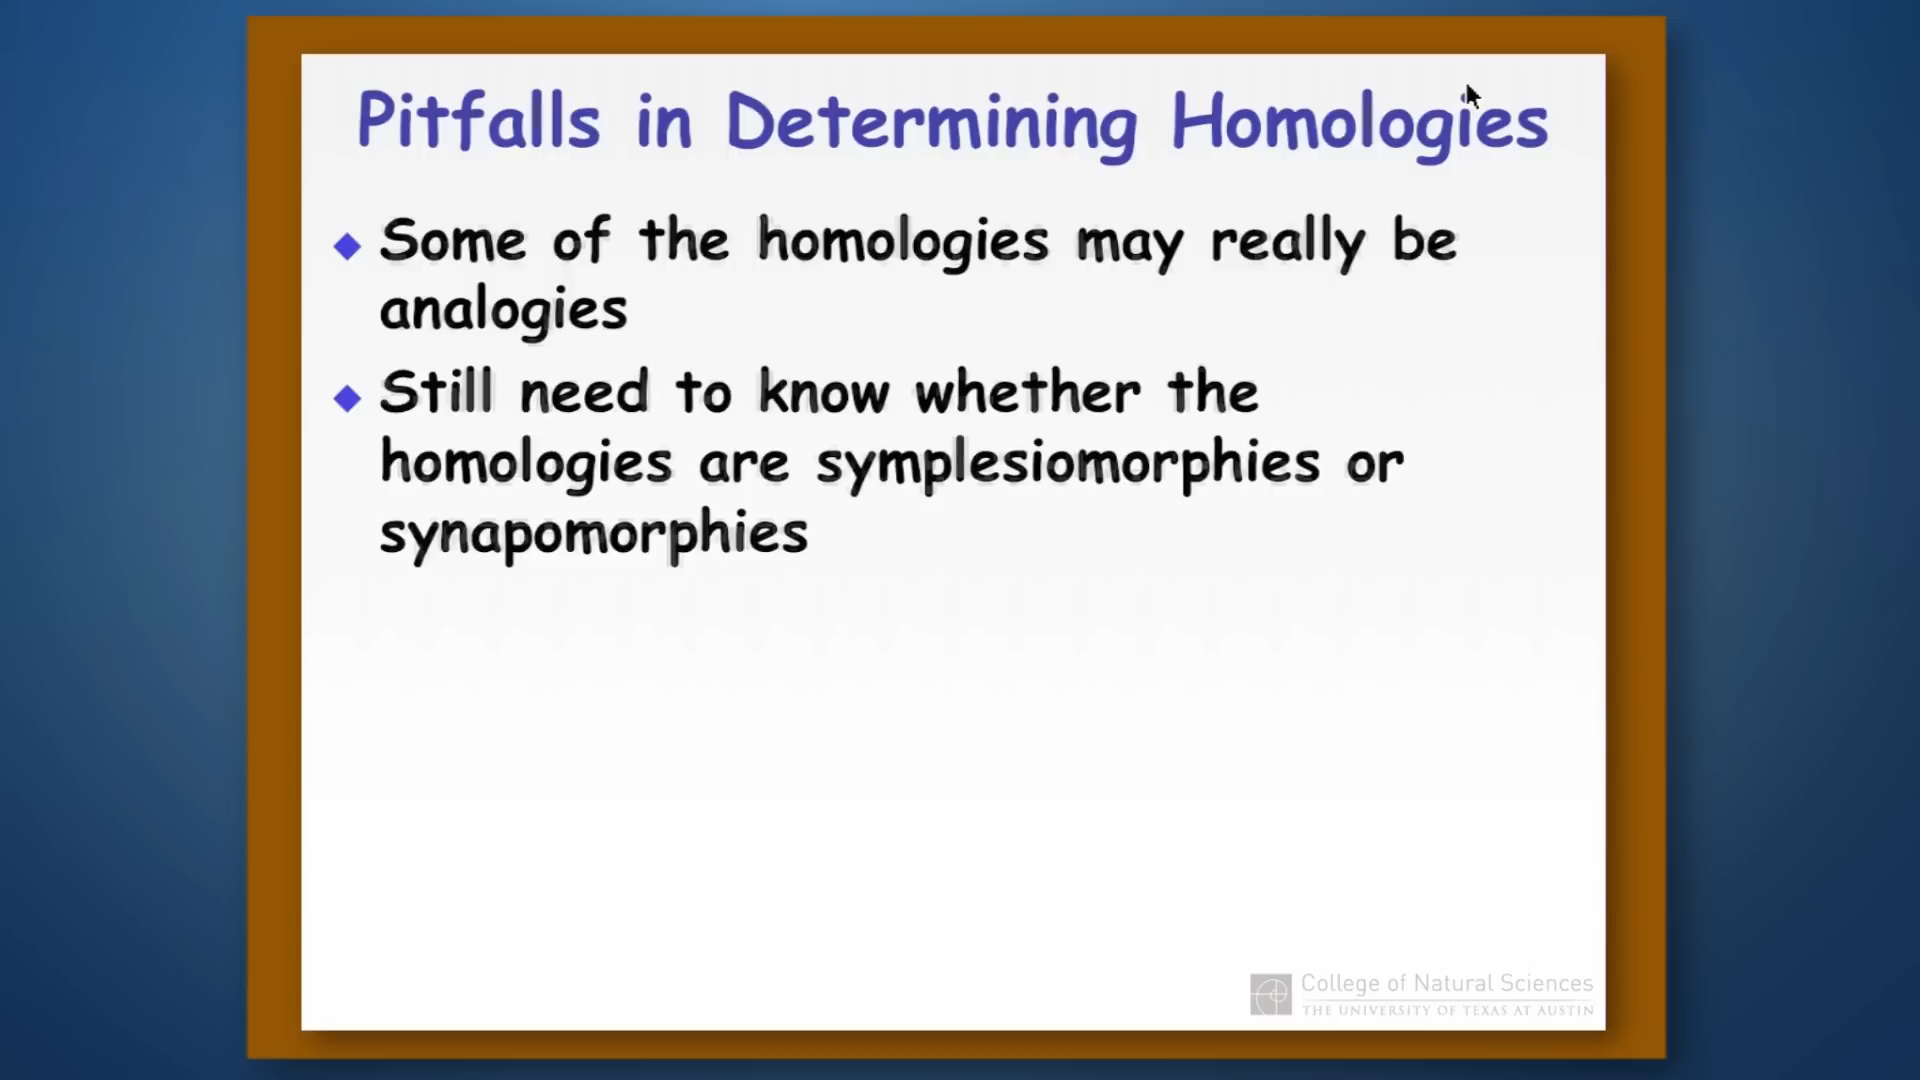 Pitfalls in Determining Homologies
Some of the homologies may really be
analogies
Still need to know whether the
homologies are symplesiomorphies or
synapomorphies
College of Natural Sciences
THE UNIVERSITY OF TEXAS AT AUSTIN